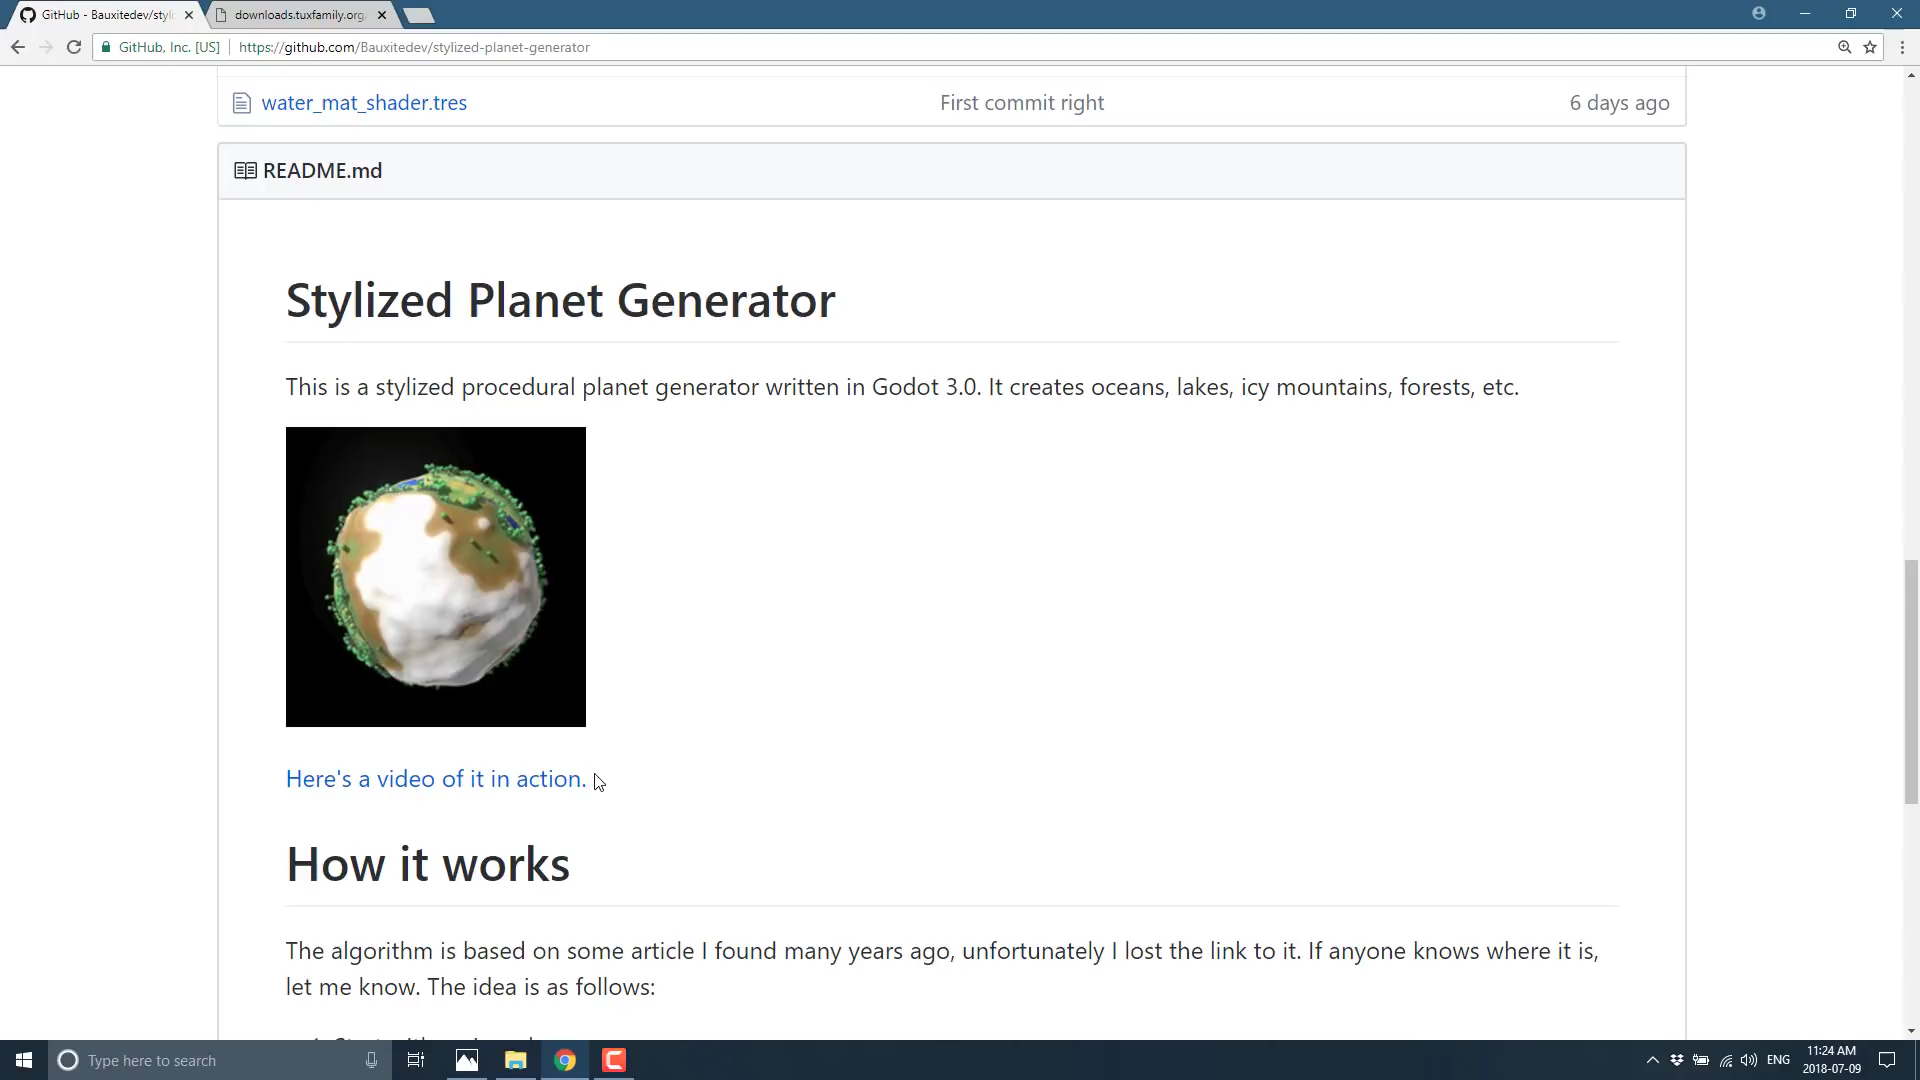 GitHub - Bauxitedev/styli
downloads.tuxfamily.org
GitHub, Inc. [US]
https://github.com/Bauxitedev/stylized-planet-generator
water_mat_shader.tres
First commit right
6 days ago
README.md
Stylized Planet Generator
This is a stylized procedural planet generator written in Godot 3.0. It creates oceans, lakes, icy mountains, forests, etc.
Here's a video of it in action.
How it works
The algorithm is based on some article I found many years ago, unfortunately I lost the link to it. If anyone knows where it is,
let me know. The idea is as follows:
Type here to search
ENG
11:24 AM
2018-07-09